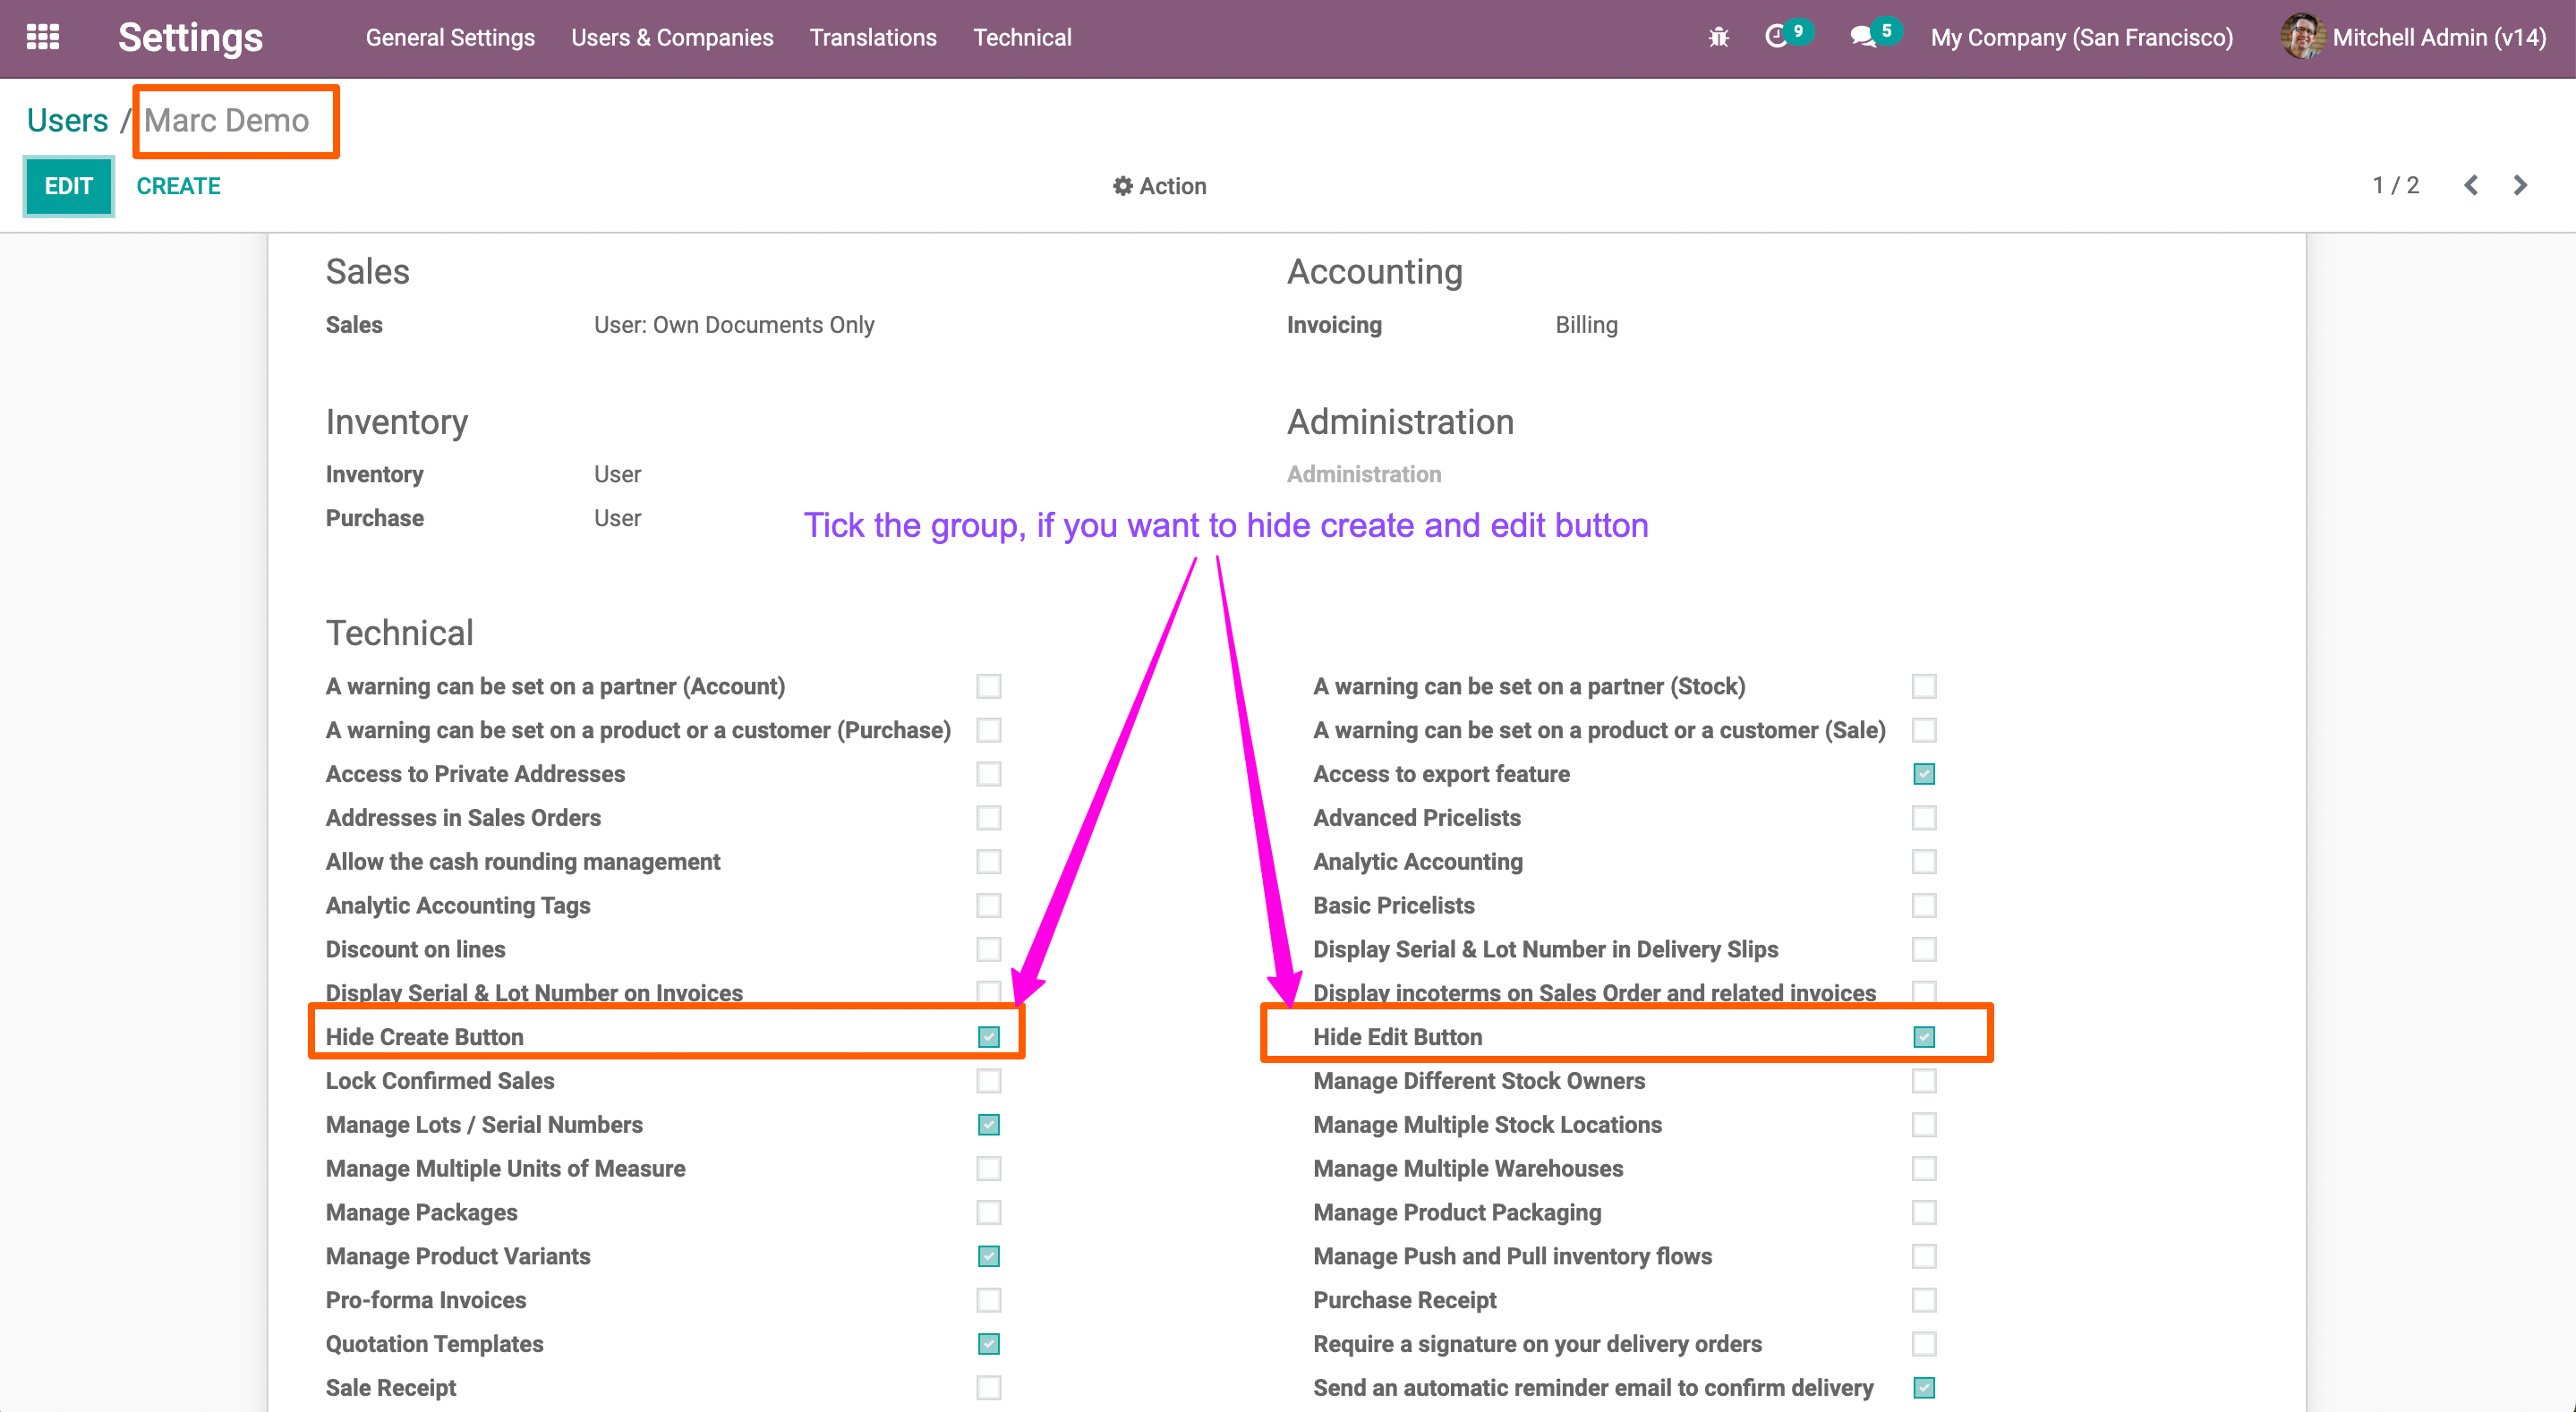 Settings General Settings Users & Companies Translations Technical 9 5 My Company (San Francisco) Mitchell Admin (v14)
Users / Marc Demo
EDIT CREATE Action 1 / 2
Sales Accounting
Sales User: Own Documents Only Invoicing Billing
Inventory Administration
Inventory User Administration
Purchase User
Tick the group, if you want to hide create and edit button
Technical
A warning can be set on a partner (Account) A warning can be set on a partner (Stock)
A warning can be set on a product or a customer (Purchase) A warning can be set on a product or a customer (Sale)
Access to Private Addresses Access to export feature
Addresses in Sales Orders Advanced Pricelists
Allow the cash rounding management Analytic Accounting
Analytic Accounting Tags Basic Pricelists
Discount on lines Display Serial & Lot Number in Delivery Slips
Display Serial & Lot Number on Invoices Display incoterms on Sales Order and related invoices
Hide Create Button Hide Edit Button
Lock Confirmed Sales Manage Different Stock Owners
Manage Lots / Serial Numbers Manage Multiple Stock Locations
Manage Multiple Units of Measure Manage Multiple Warehouses
Manage Packages Manage Product Packaging
Manage Product Variants Manage Push and Pull inventory flows
Pro-forma Invoices Purchase Receipt
Quotation Templates Require a signature on your delivery orders
Sale Receipt Send an automatic reminder email to confirm delivery